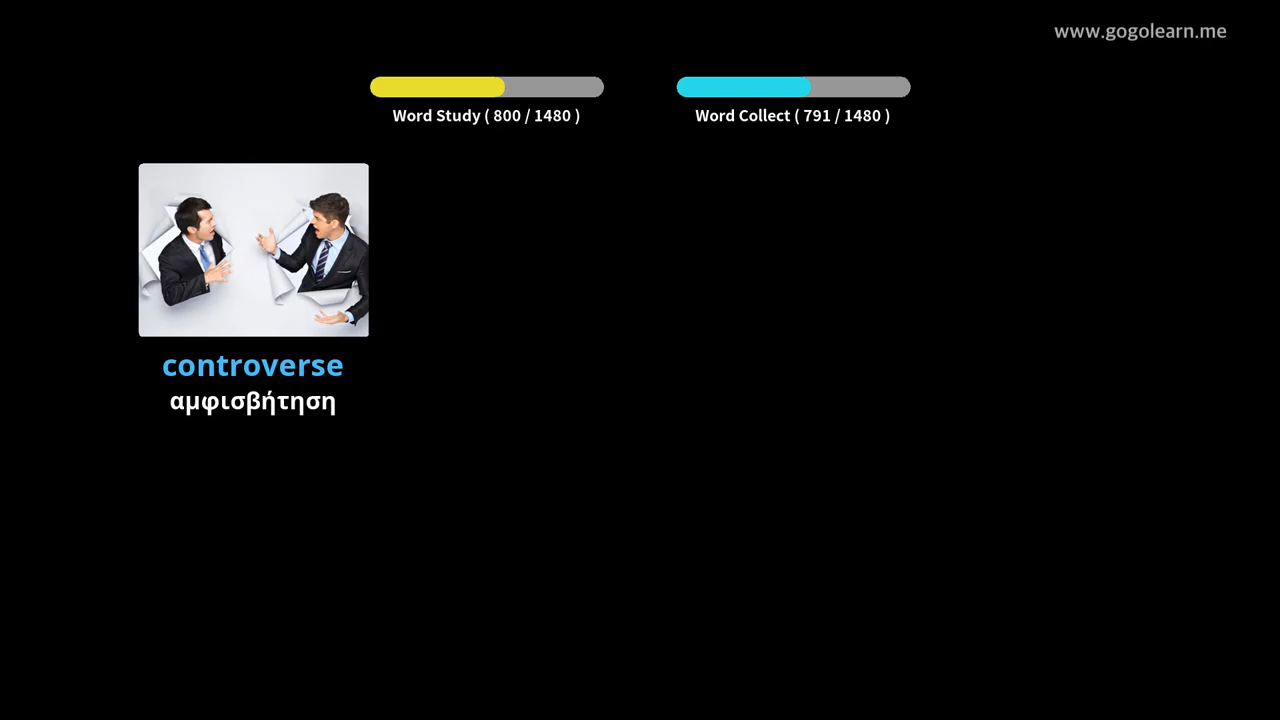 www.gogolearn.me
Word Study ( 800 / 1480 )
Word Collect ( 791 / 1480 )
controverse
αμφισβήτηση